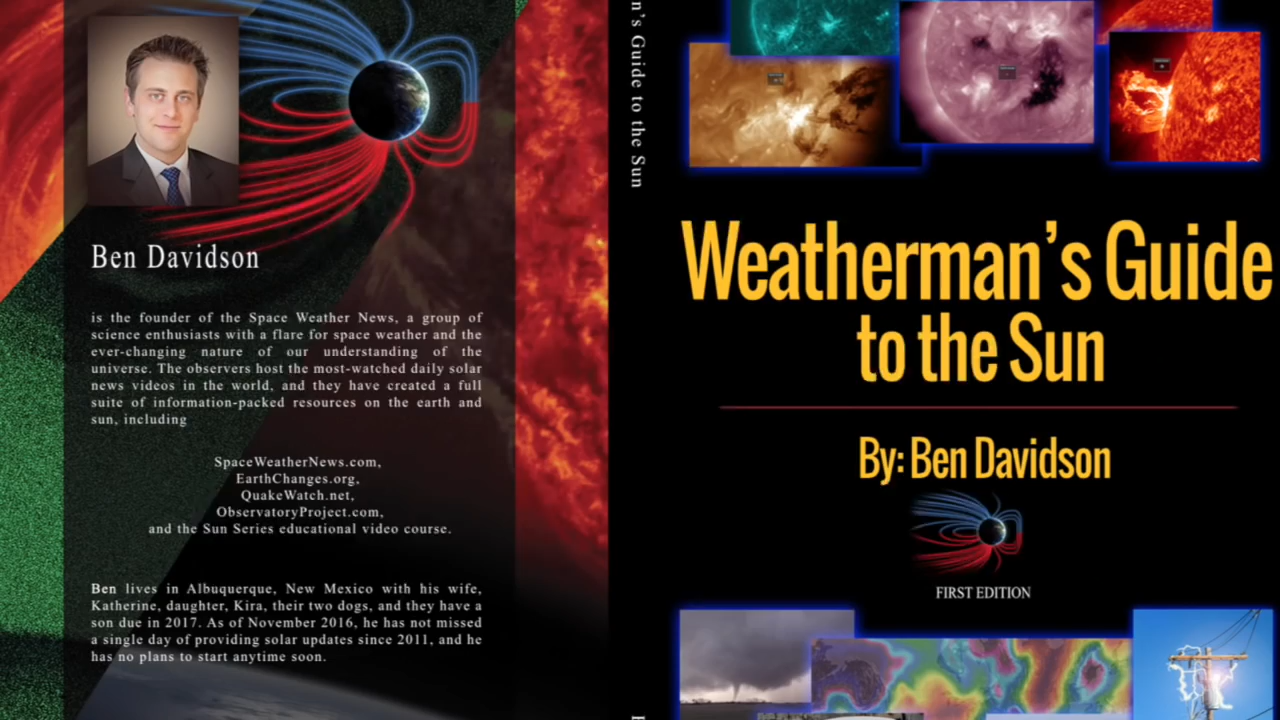 Ben Davidson
is the founder of the Space Weather News, a group of
science enthusiasts with a flare for space weather and the
ever-changing nature of our understanding of the
universe. The observers host the most-watched daily solar
news videos in the world, and they have created a full
suite of information-packed resources on the earth and
sun, including
SpaceWeatherNews.com,
EarthChanges.org,
QuakeWatch.net,
ObservatoryProject.com,
and the Sun Series educational video course.
Ben lives in Albuquerque, New Mexico with his wife,
Katherine, daughter, Kira, their two dogs, and they have a
son due in 2017. As of November 2016, he has not missed
a single day of providing solar updates since 2011, and he
has no plans to start anytime soon.
n's Guide to the Sun
Weatherman's Guide
to the Sun
By: Ben Davidson
FIRST EDITION